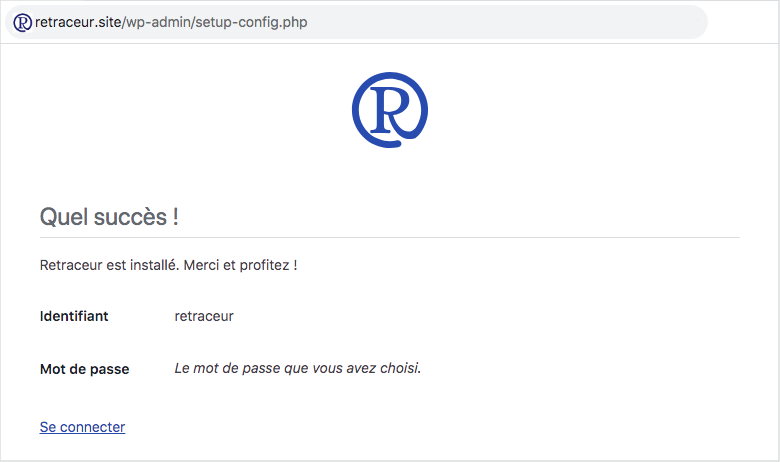 retraceur.site/wp-admin/setup-config.php
R
Quel succès !
Retraceur est installé. Merci et profitez !
Identifiant retraceur
Mot de passe Le mot de passe que vous avez choisi.
Se connecter